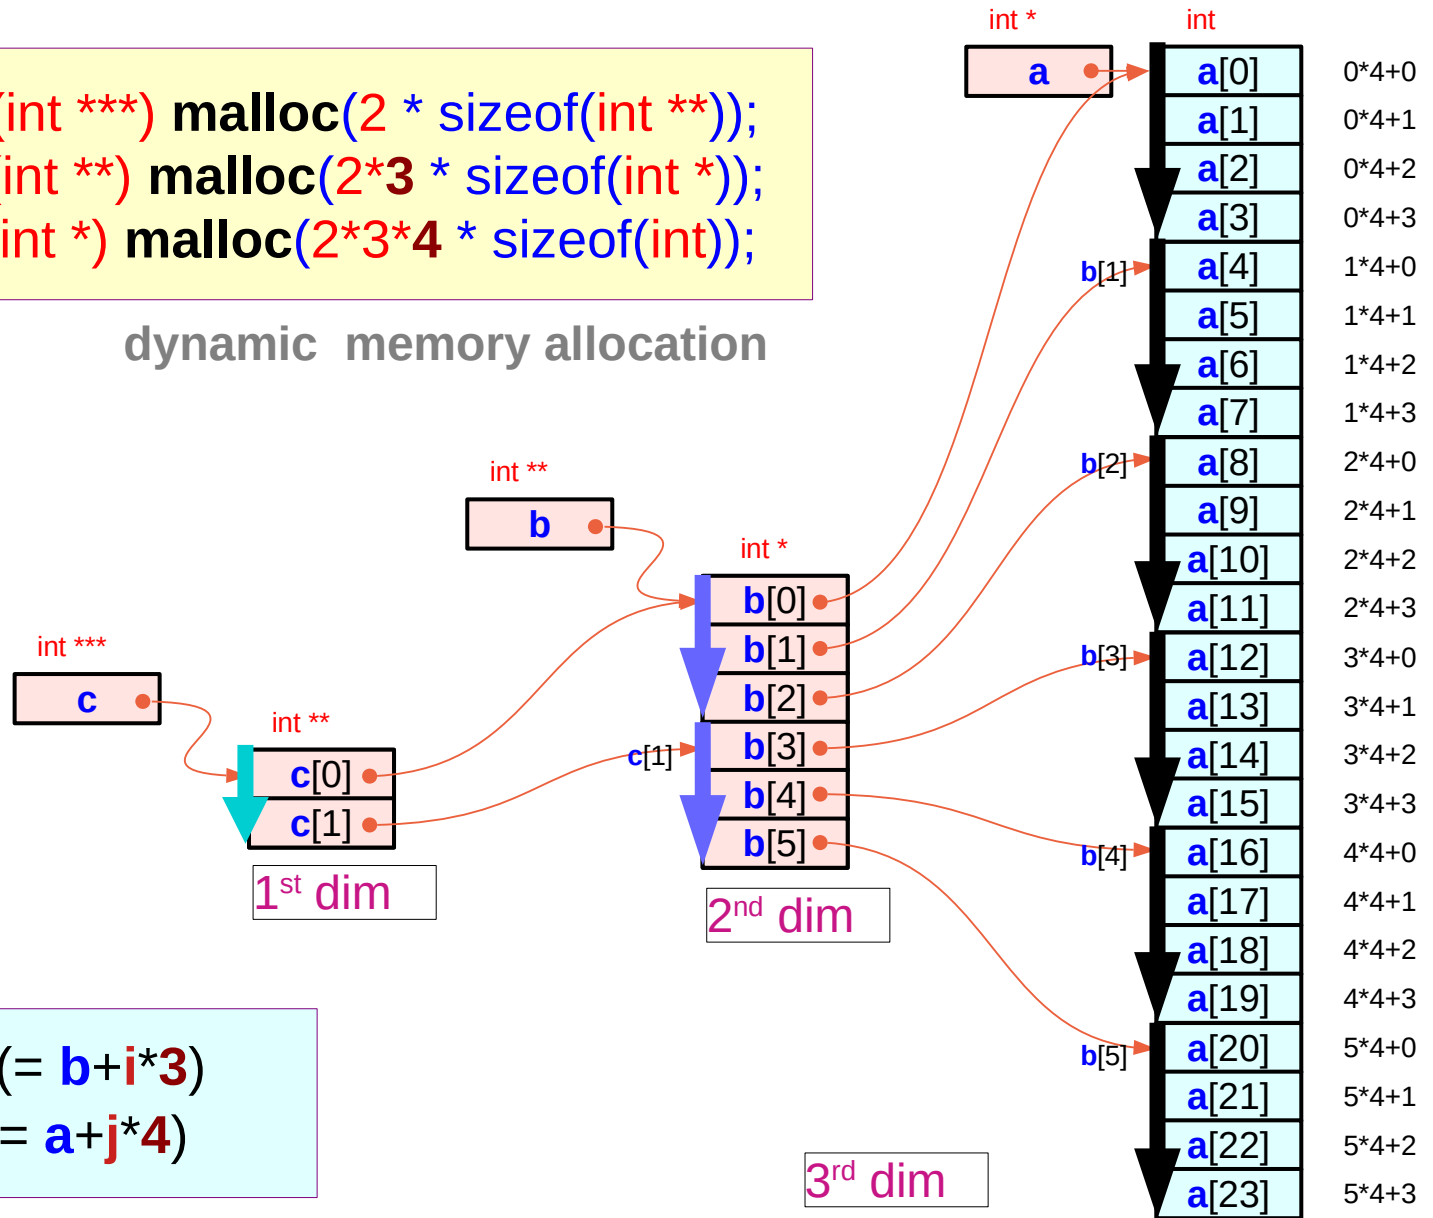 int *
int
a
(int ***) malloc(2 * sizeof(int **));
(int **) malloc(2*3 * sizeof(int *));
int *) malloc(2*3*4 * sizeof(int));
dynamic memory allocation
a[0] 0*4+0
a[1] 0*4+1
a[2] 0*4+2
a[3] 0*4+3
b[1] a[4] 1*4+0
a[5] 1*4+1
a[6] 1*4+2
a[7] 1*4+3
b[2] a[8] 2*4+0
a[9] 2*4+1
a[10] 2*4+2
a[11] 2*4+3
b[3] a[12] 3*4+0
a[13] 3*4+1
a[14] 3*4+2
a[15] 3*4+3
b[4] a[16] 4*4+0
a[17] 4*4+1
a[18] 4*4+2
a[19] 4*4+3
b[5] a[20] 5*4+0
a[21] 5*4+1
a[22] 5*4+2
a[23] 5*4+3
int **
b
int *
b[0]
b[1]
b[2]
c[1] b[3]
b[4]
b[5]
int ***
c
int **
c[0]
c[1]
1st dim
2nd dim
3rd dim
(= b+i*3)
= a+j*4)